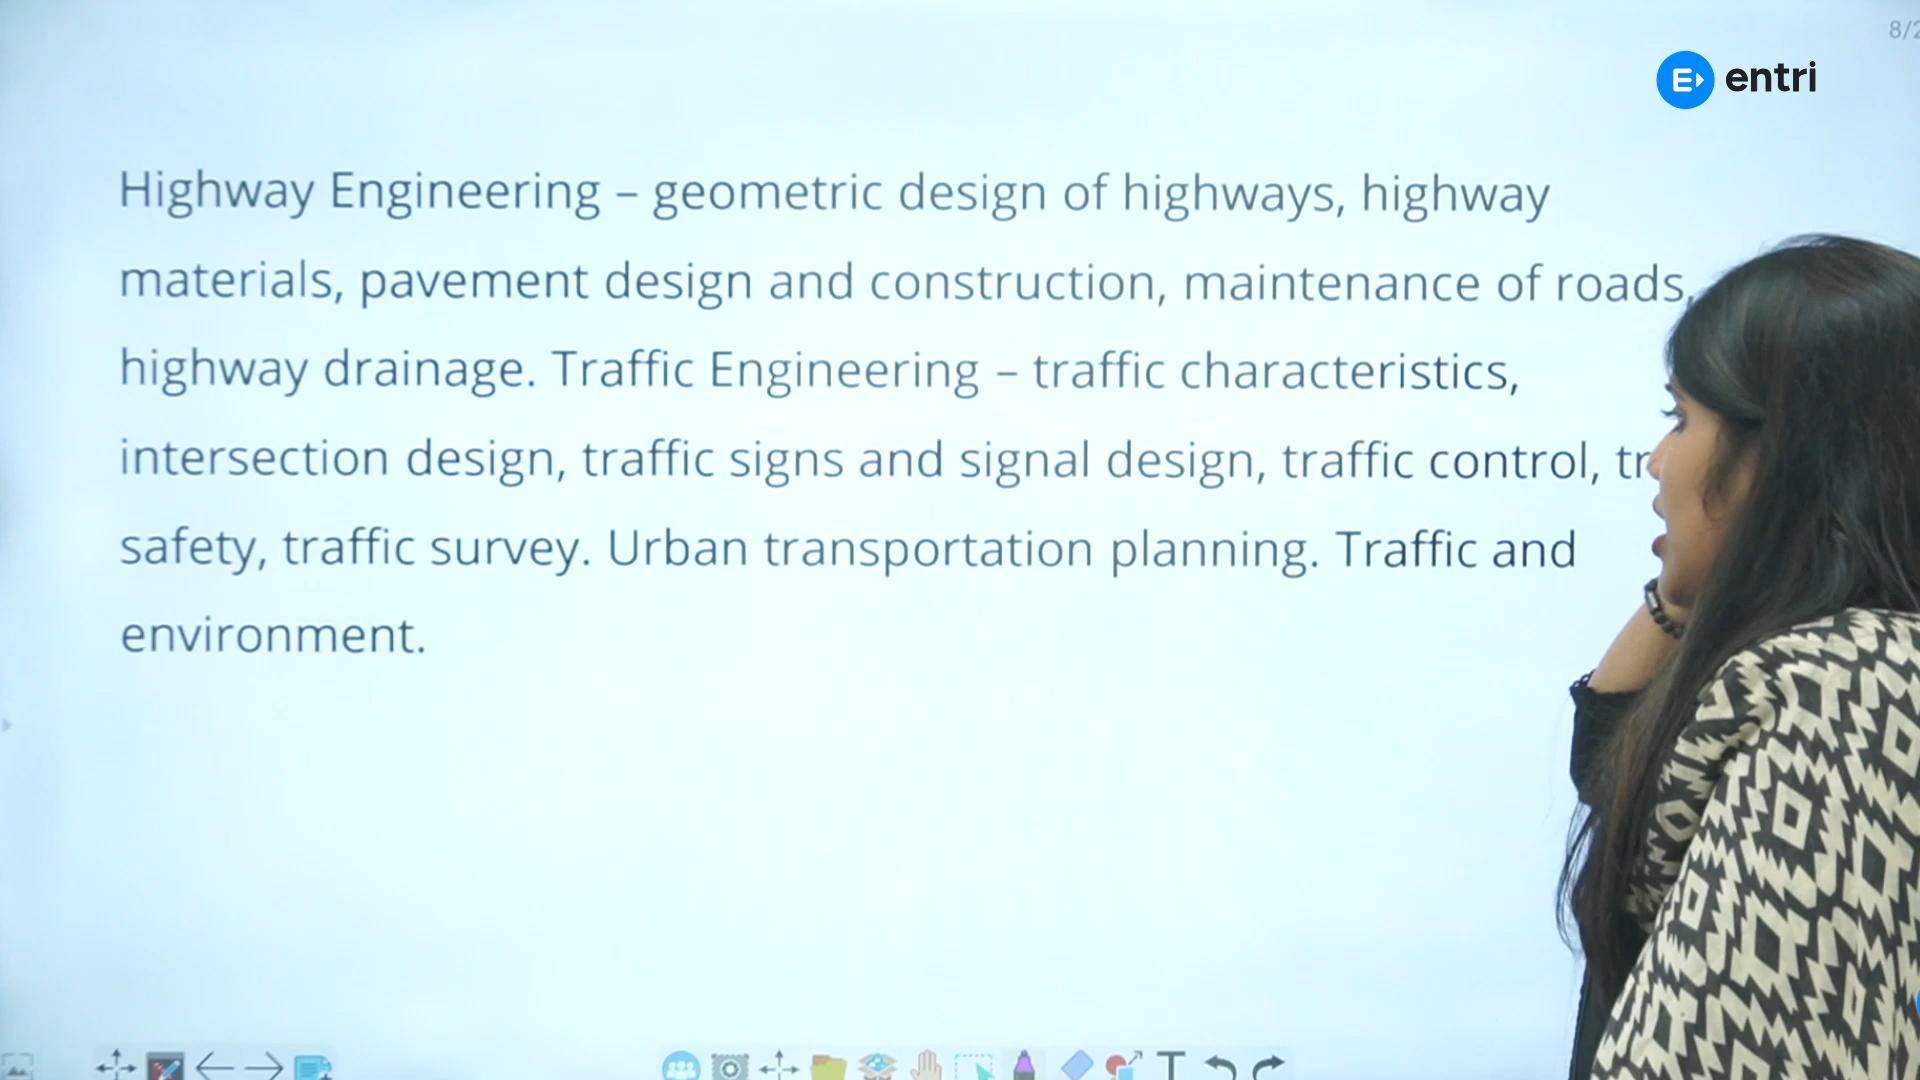 8/2
entri
Highway Engineering – geometric design of highways, highway
materials, pavement design and construction, maintenance of roads,
highway drainage. Traffic Engineering – traffic characteristics,
intersection design, traffic signs and signal design, traffic control,
safety, traffic survey. Urban transportation planning. Traffic and
environment.